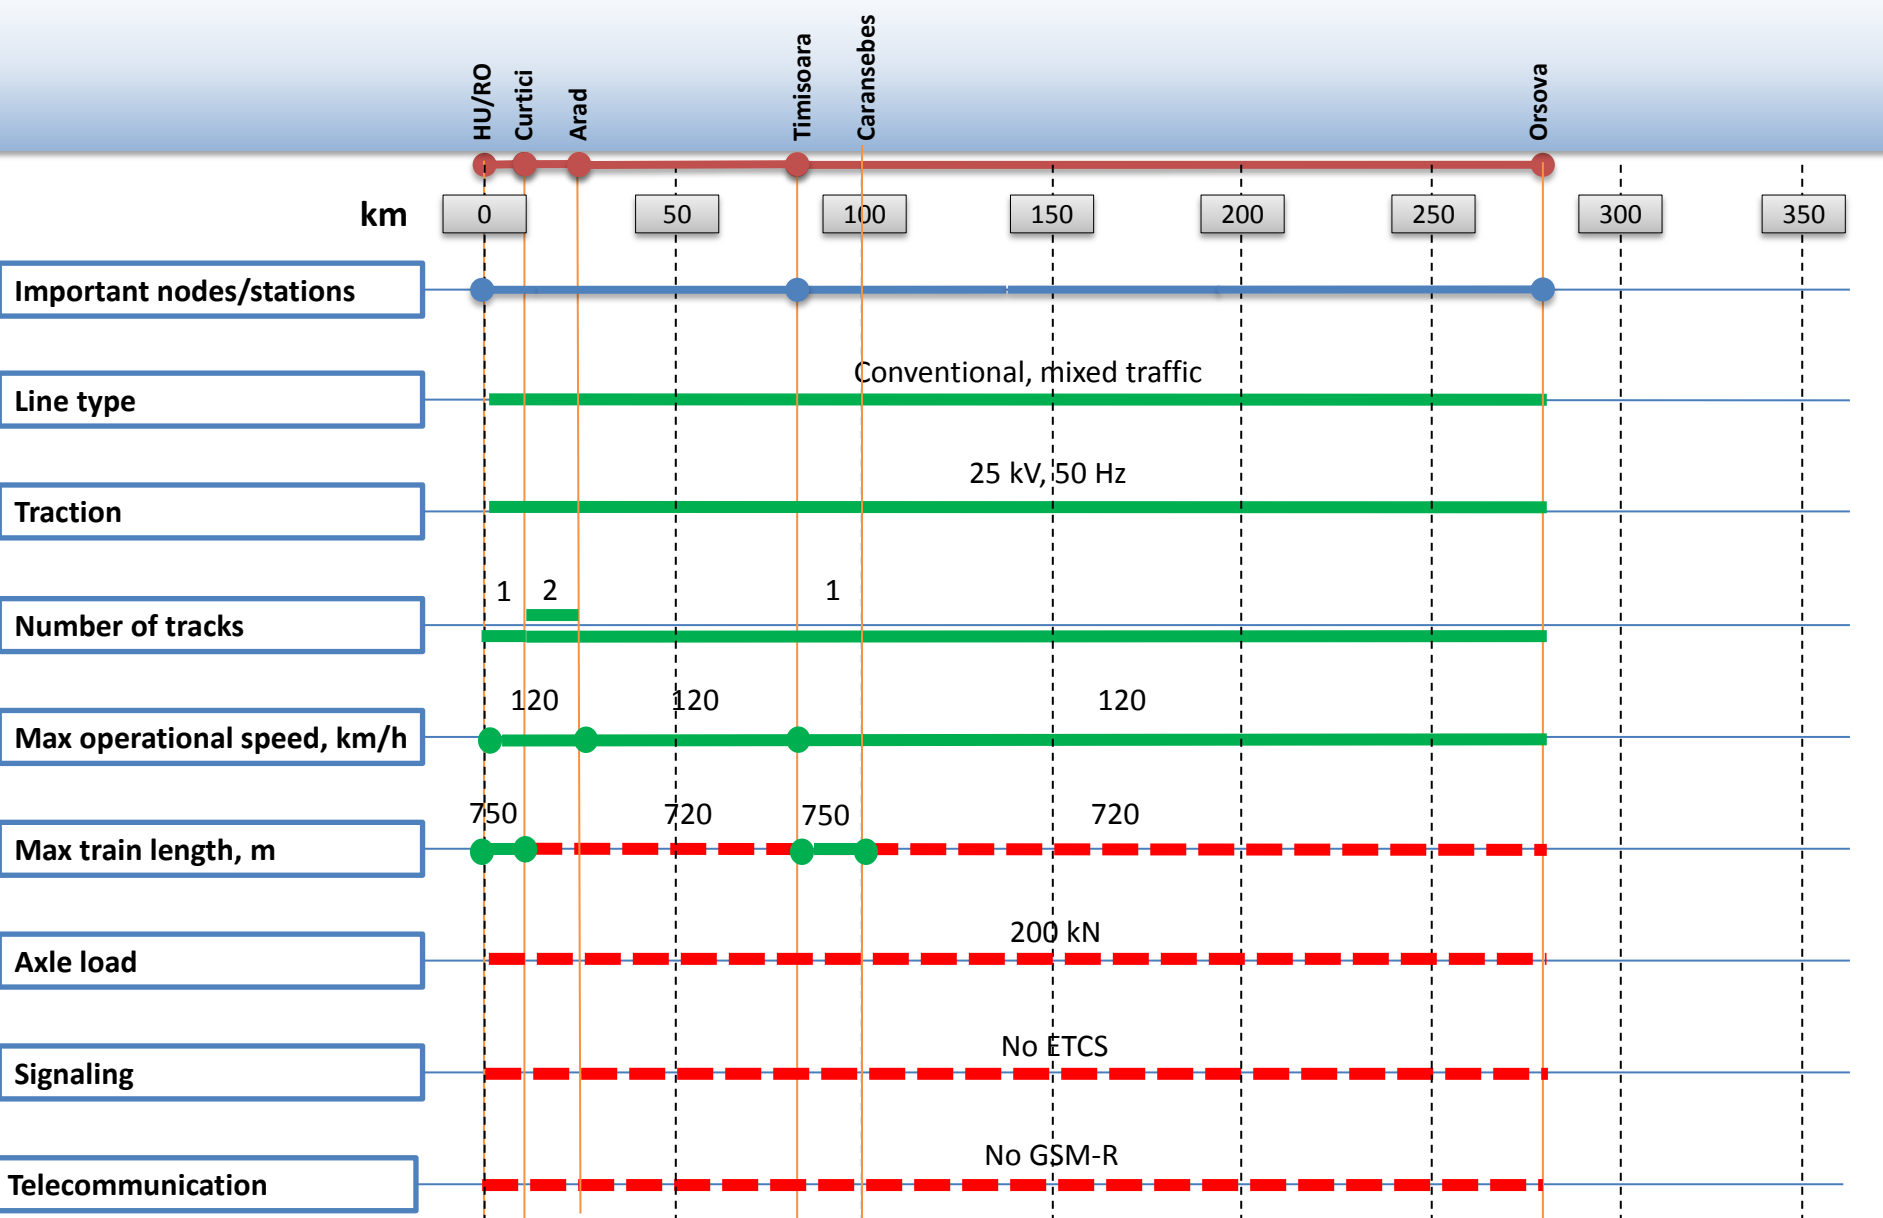 HU/RO
Curtici
Arad
Timisoara
Caransebes
Orsova
km
0
50
100
150
200
250
300
350
Important nodes/stations
Line type
Conventional, mixed traffic
Traction
25 kV, 50 Hz
Number of tracks
1
2
1
Max operational speed, km/h
120
120
120
Max train length, m
750
720
750
720
Axle load
200 kN
Signaling
No ETCS
Telecommunication
No GSM-R